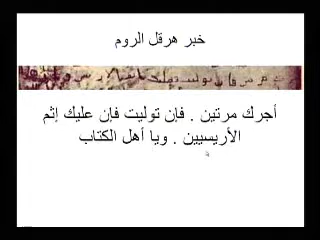 خبر هرقل الروم
أجرك مرتين . فإن توليت فإن عليك إثم
الأريسيين . ويا أهل الكتاب